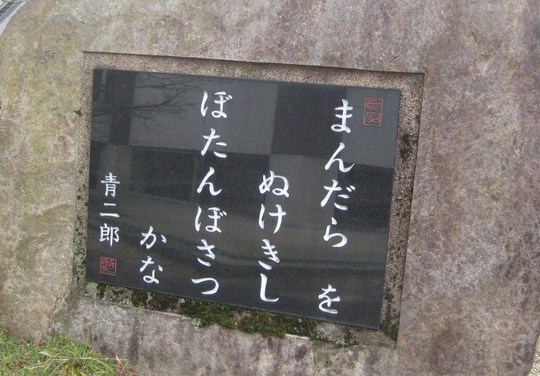 まんだらを
ぬけきし
ぼたんぼさつ
かな
青二郎